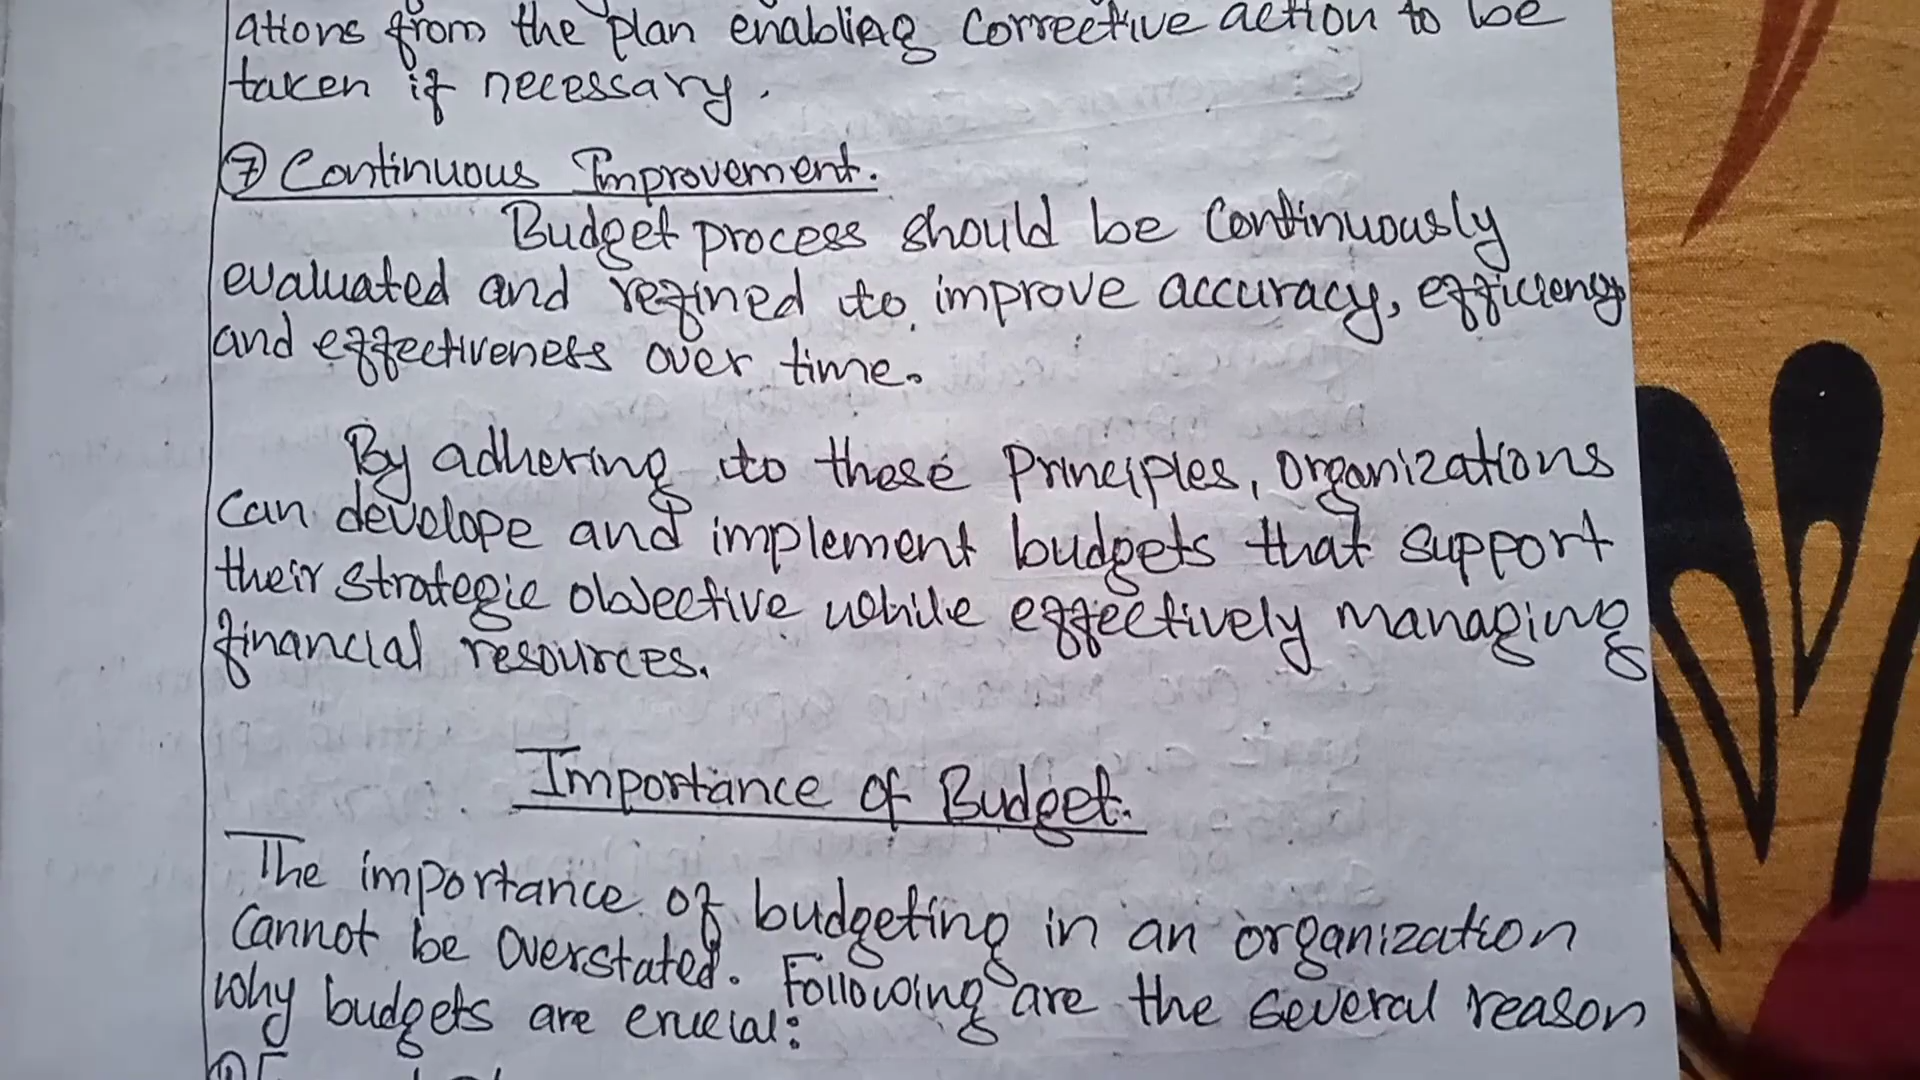 ations from the plan enabling corrective action to be
taken if necessary.
⑦ Continuous Improvement.
Budget process should be continuously
evaluated and refined to improve accuracy, efficiency
and effectiveness over time.
By adhering to these Principles, organizations
can develope and implement budgets that support
their strategic objective while effectively managing
financial resources.
Importance of Budget.
The importance of budgeting in an organization
cannot be overstated. Following are the several reason
why budgets are crucial: